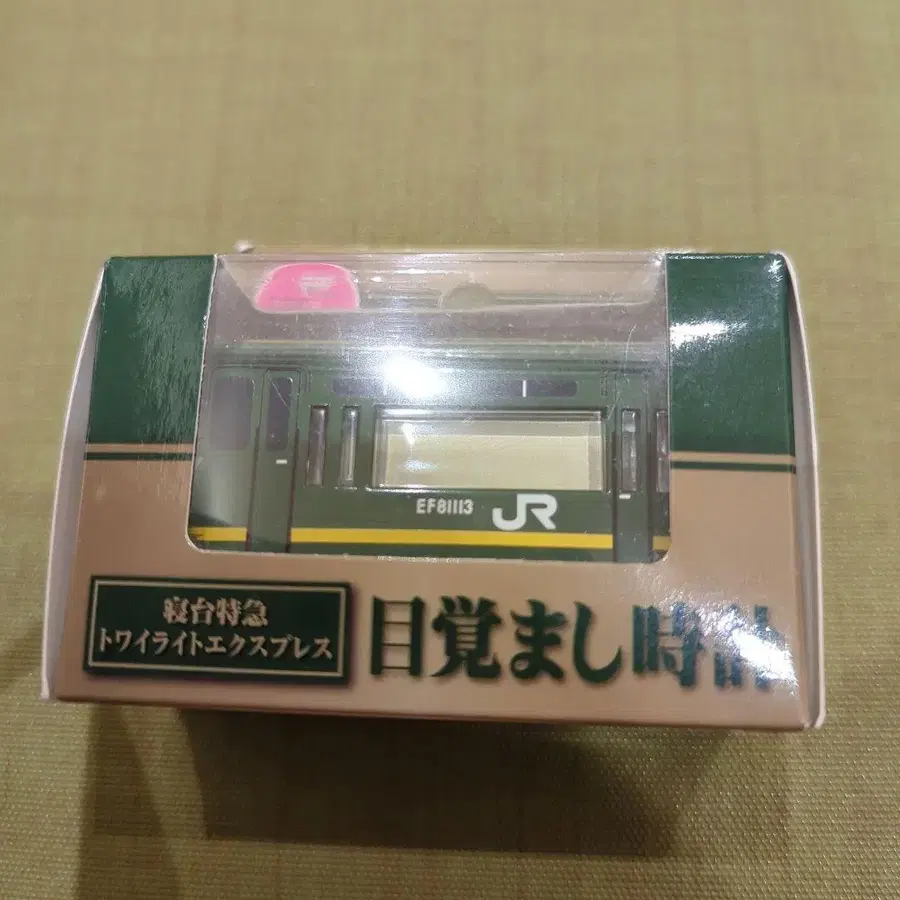 EF81113
JR
寝台特急
トワイライトエクスプレス
目覚まし時計